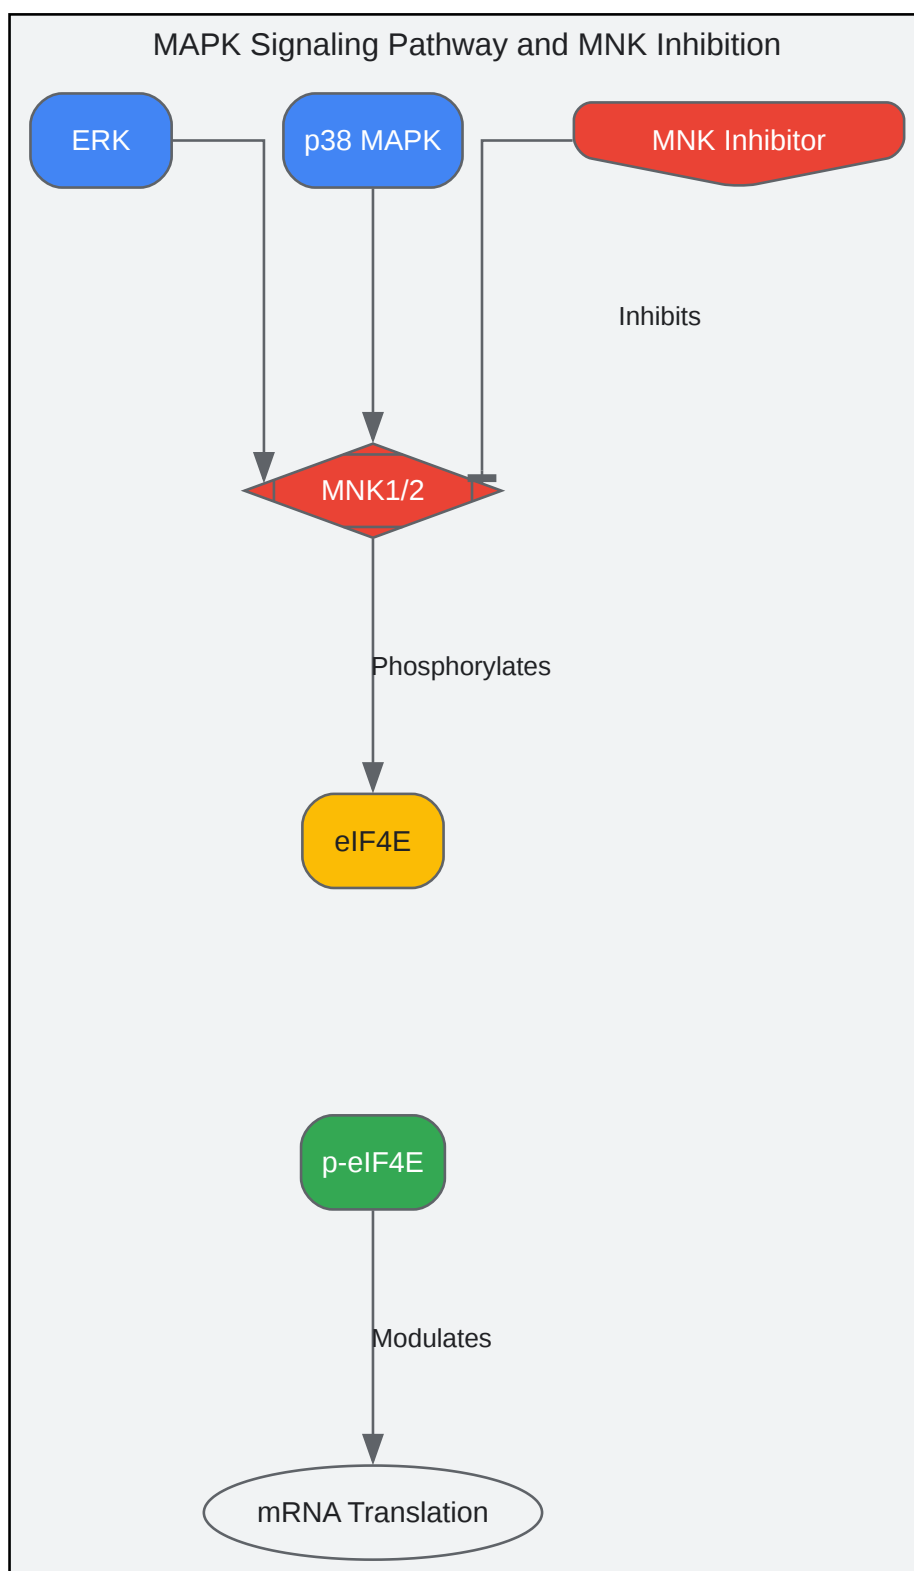 MAPK Signaling Pathway and MNK Inhibition
ERK
p38 MAPK
MNK Inhibitor
Inhibits
MNK1/2
Phosphorylates
eIF4E
p-eIF4E
Modulates
mRNA Translation